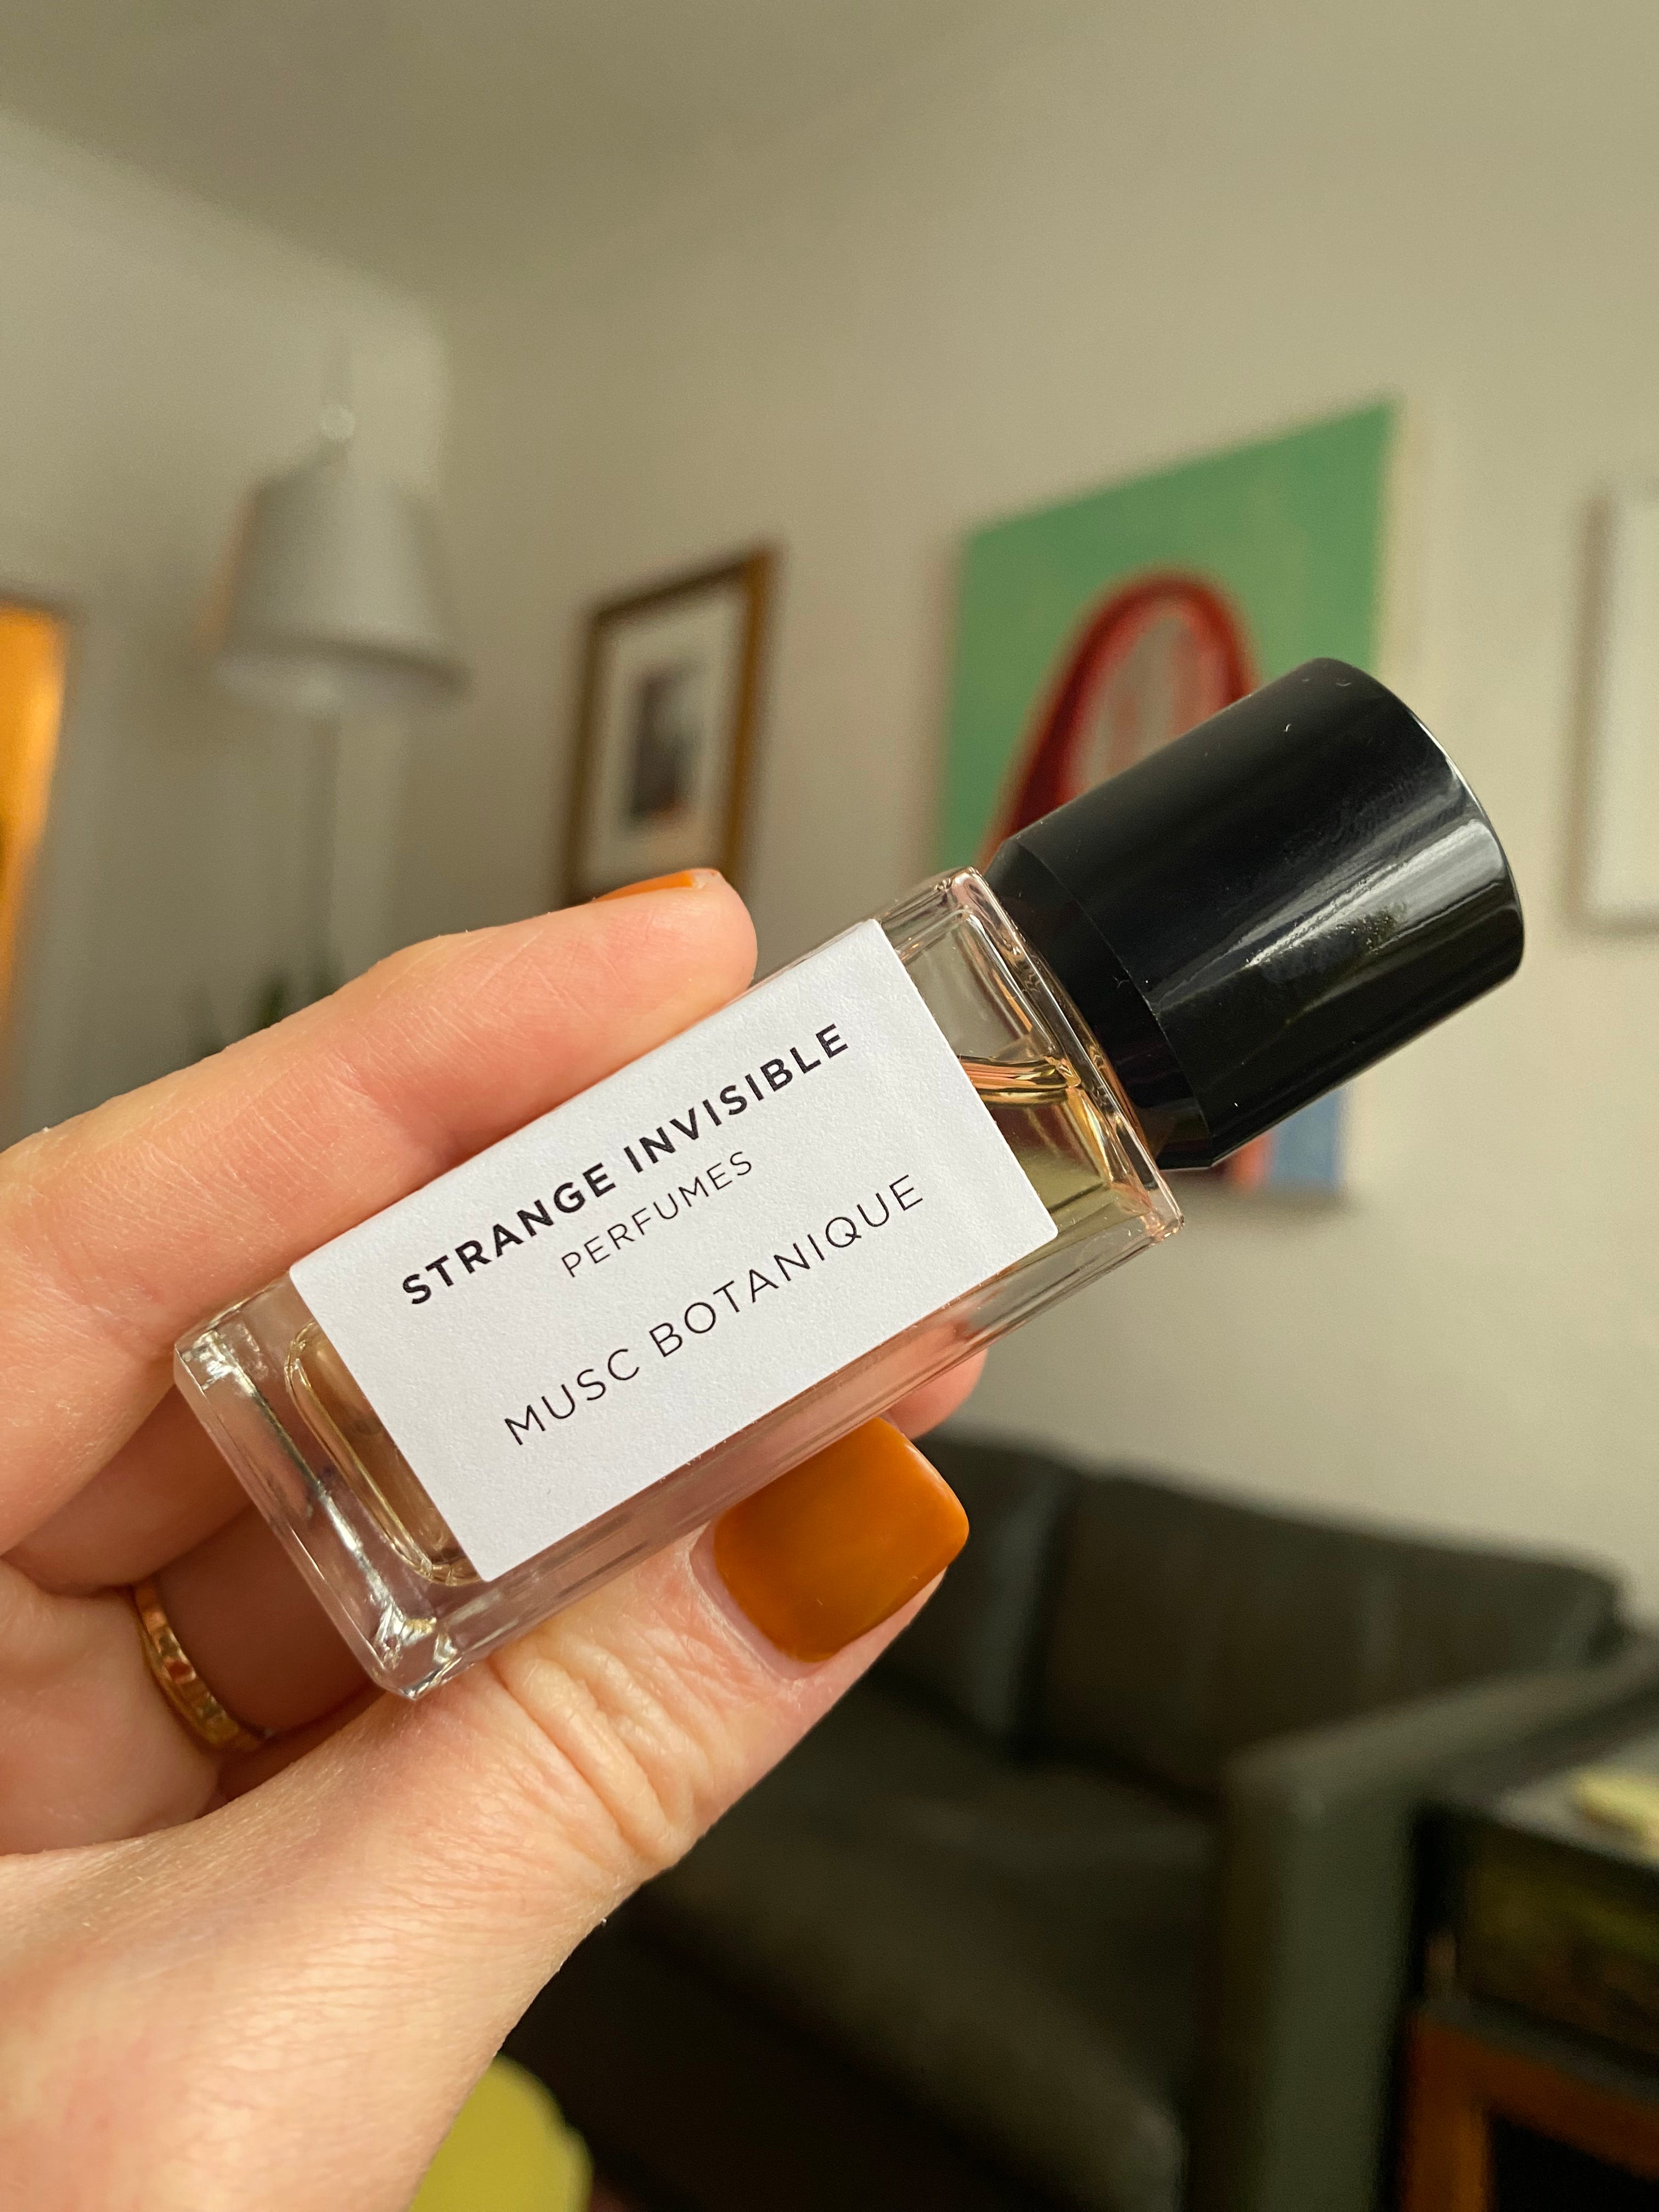 STRANGE INVISIBLE
PERFUMES
MUSC BOTANIQUE